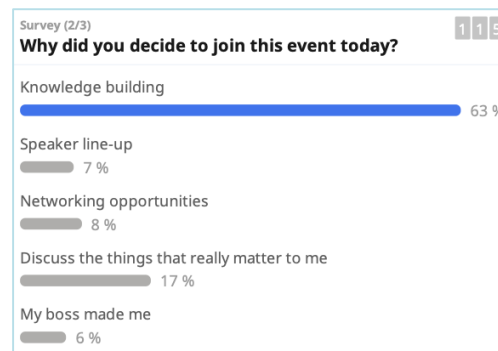 Survey (2/3)
115
Why did you decide to join this event today?
Knowledge building
63 %
Speaker line-up
7 %
Networking opportunities
8 %
Discuss the things that really matter to me
17 %
My boss made me
6 %